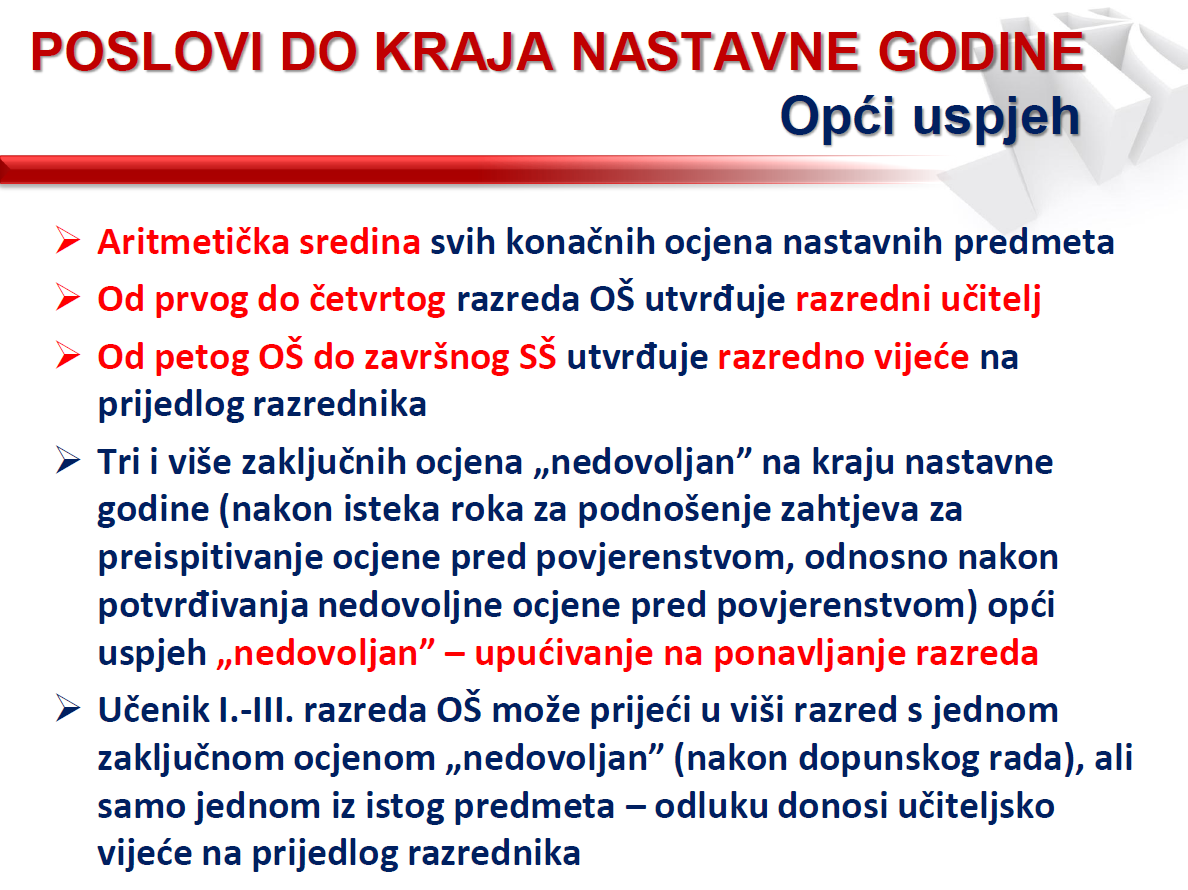 POSLOVI DO KRAJA NASTAVNE GODINE
Opći uspjeh
Aritmetička sredina svih konačnih ocjena nastavnih predmeta
Od prvog do četvrtog razreda OŠ utvrđuje razredni učitelj
Od petog OŠ do završnog SŠ utvrđuje razredno vijeće na
prijedlog razrednika
Tri i više zaključnih ocjena „nedovoljan” na kraju nastavne
godine (nakon isteka roka za podnošenje zahtjeva za
preispitivanje ocjene pred povjerenstvom, odnosno nakon
potvrđivanja nedovoljne ocjene pred povjerenstvom) opći
uspjeh „nedovoljan” – upućivanje na ponavljanje razreda
Učenik I.-III. razreda OŠ može prijeći u viši razred s jednom
zaključnom ocjenom „nedovoljan” (nakon dopunskog rada), ali
samo jednom iz istog predmeta – odluku donosi učiteljsko
vijeće na prijedlog razrednika